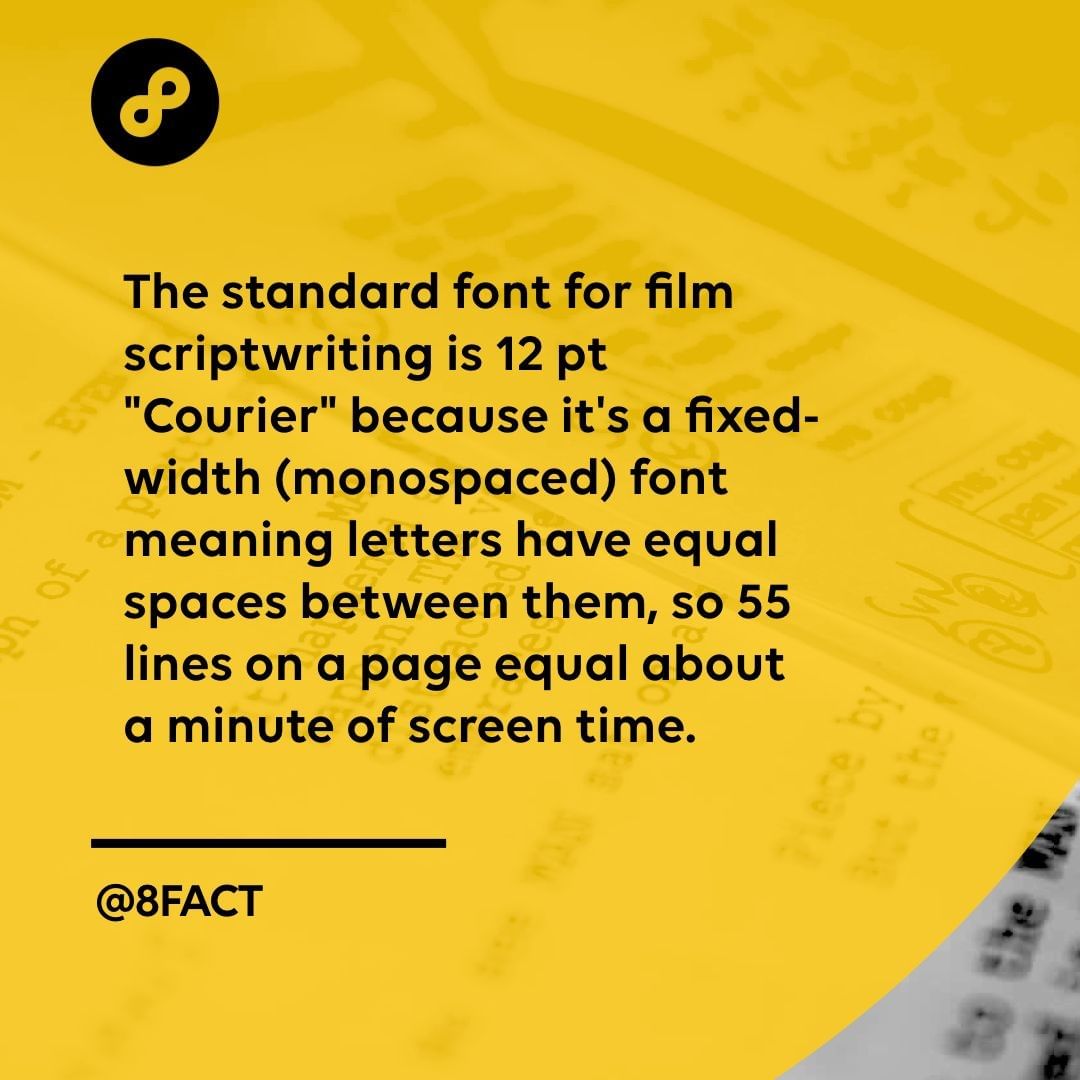 The standard font for film
scriptwriting is 12 pt
"Courier" because it's a fixed-
width (monospaced) font
meaning letters have equal
spaces between them, so 55
lines on a page equal about
a minute of screen time.
@8FACT